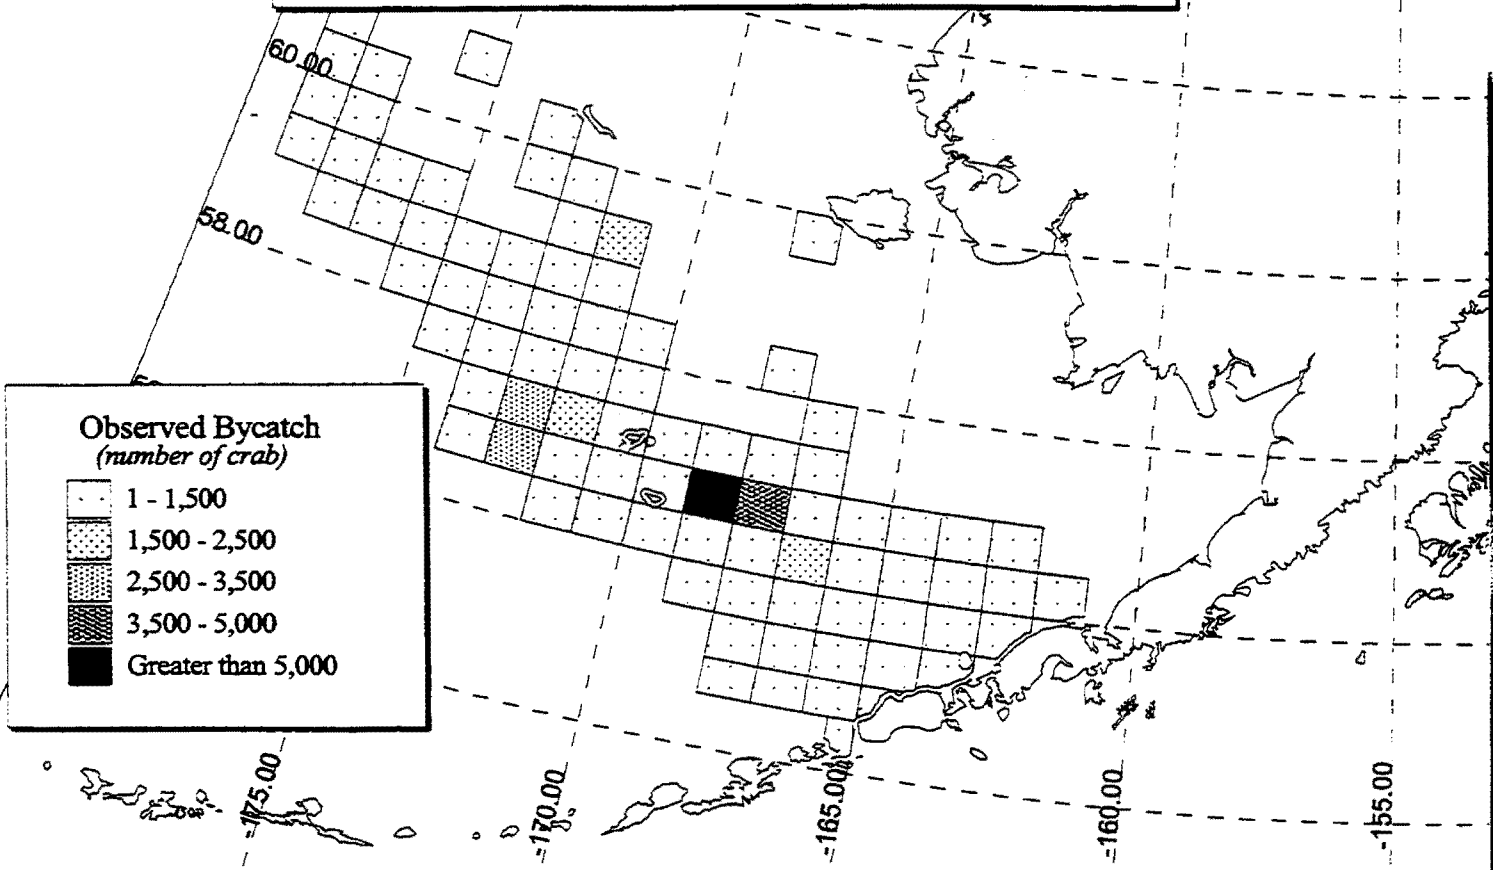 60.00
58.00
Observed Bycatch
(number of crab)
1 - 1,500
1,500 - 2,500
2,500 - 3,500
3,500 - 5,000
Greater than 5,000
-175.00
-170.00
-165.00
-160.00
-155.00